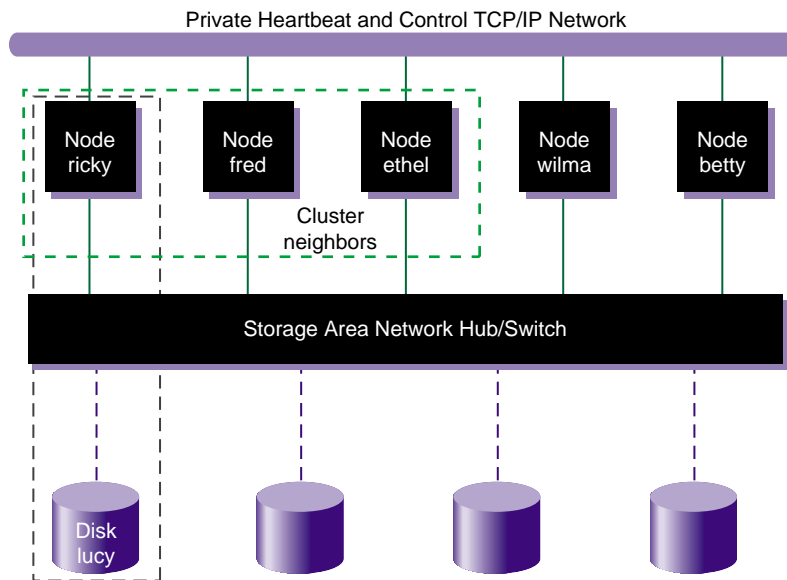 Private Heartbeat and Control TCP/IP Network
Node
ricky
Node
fred
Node
ethel
Node
wilma
Node
betty
Cluster
neighbors
Storage Area Network Hub/Switch
Disk
lucy